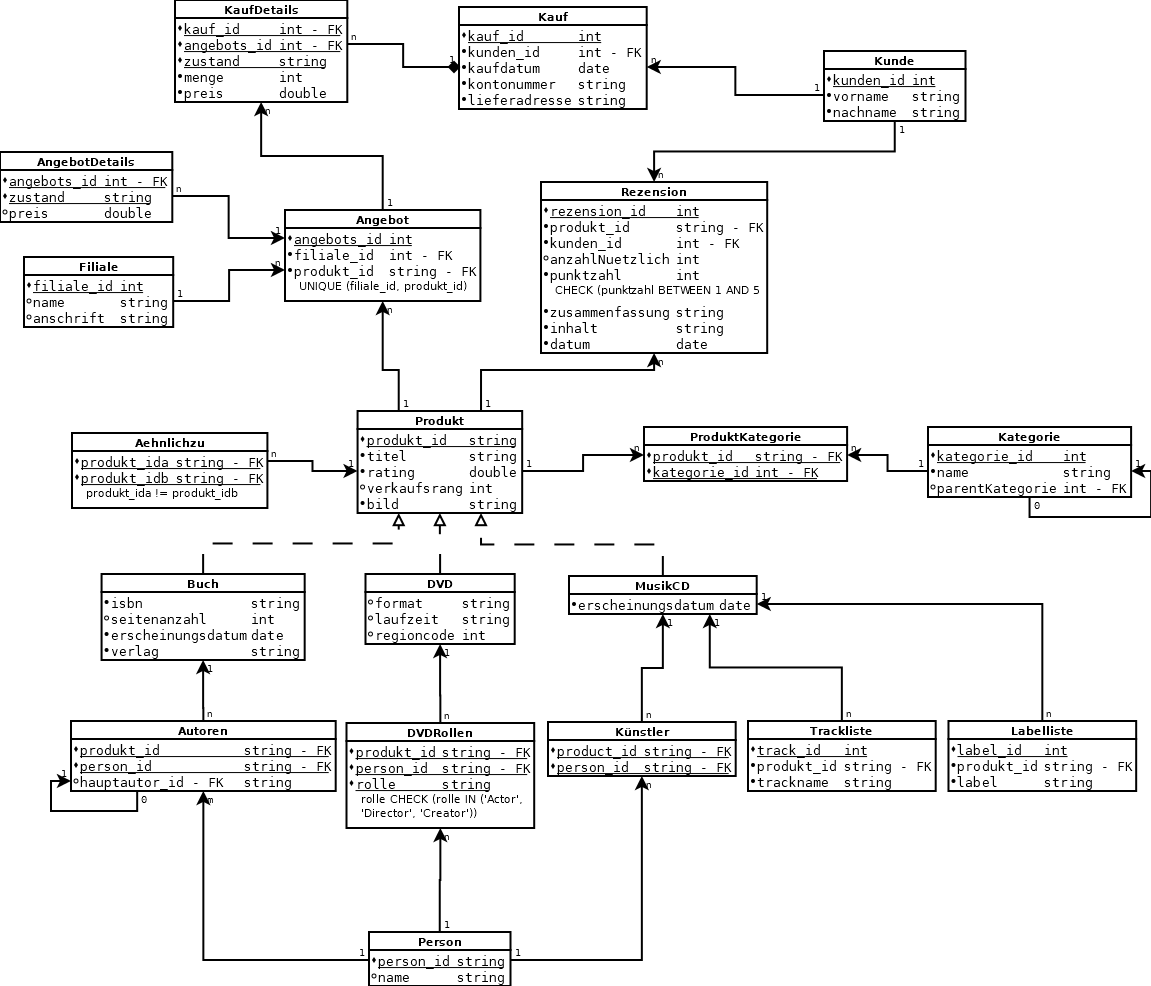 KaufDetails
kauf_id int - FK
angebots_id int - FK
zustand string
menge int
preis double
n
1
Kauf
kauf_id int
kunden_id int - FK
kaufdatum date
kontonummer string
lieferadresse string
n
1
Kunde
kunden_id int
vorname string
nachname string
1
n
n
1
AngebotDetails
angebots_id int - FK
zustand string
preis double
n
1
Angebot
angebots_id int
filiale_id int - FK
produkt_id string - FK
UNIQUE (filiale_id, produkt_id)
Filiale
filiale_id int
name string
anschrift string
1
n
n
1
Rezension
rezension_id int
produkt_id string - FK
kunden_id int - FK
anzahlNuetzlich int
punktzahl int
CHECK (punktzahl BETWEEN 1 AND 5
zusammenfassung string
inhalt string
datum date
n
1
Produkt
produkt_id string
titel string
rating double
verkaufsrang int
bild string
Aehnlichzu
produkt_ida string - FK
produkt_idb string - FK
produkt_ida != produkt_idb
n
1
1
n
ProduktKategorie
produkt_id string - FK
kategorie_id int - FK
n
1
Kategorie
kategorie_id int
name string
parentKategorie int - FK
1
0
Buch
isbn string
seitenanzahl int
erscheinungsdatum date
verlag string
1
n
DVD
format string
laufzeit string
regioncode int
1
n
MusikCD
erscheinungsdatum date
1
1
1
n
n
n
Autoren
produkt_id string - FK
person_id string - FK
hauptautor_id - FK string
1
0
n
DVDRollen
produkt_id string - FK
person_id string - FK
rolle string
rolle CHECK (rolle IN ('Actor',
'Director', 'Creator'))
n
Künstler
product_id string - FK
person_id string - FK
n
Trackliste
track_id int
produkt_id string - FK
trackname string
Labelliste
label_id int
produkt_id string - FK
label string
1
1
1
Person
person_id string
name string